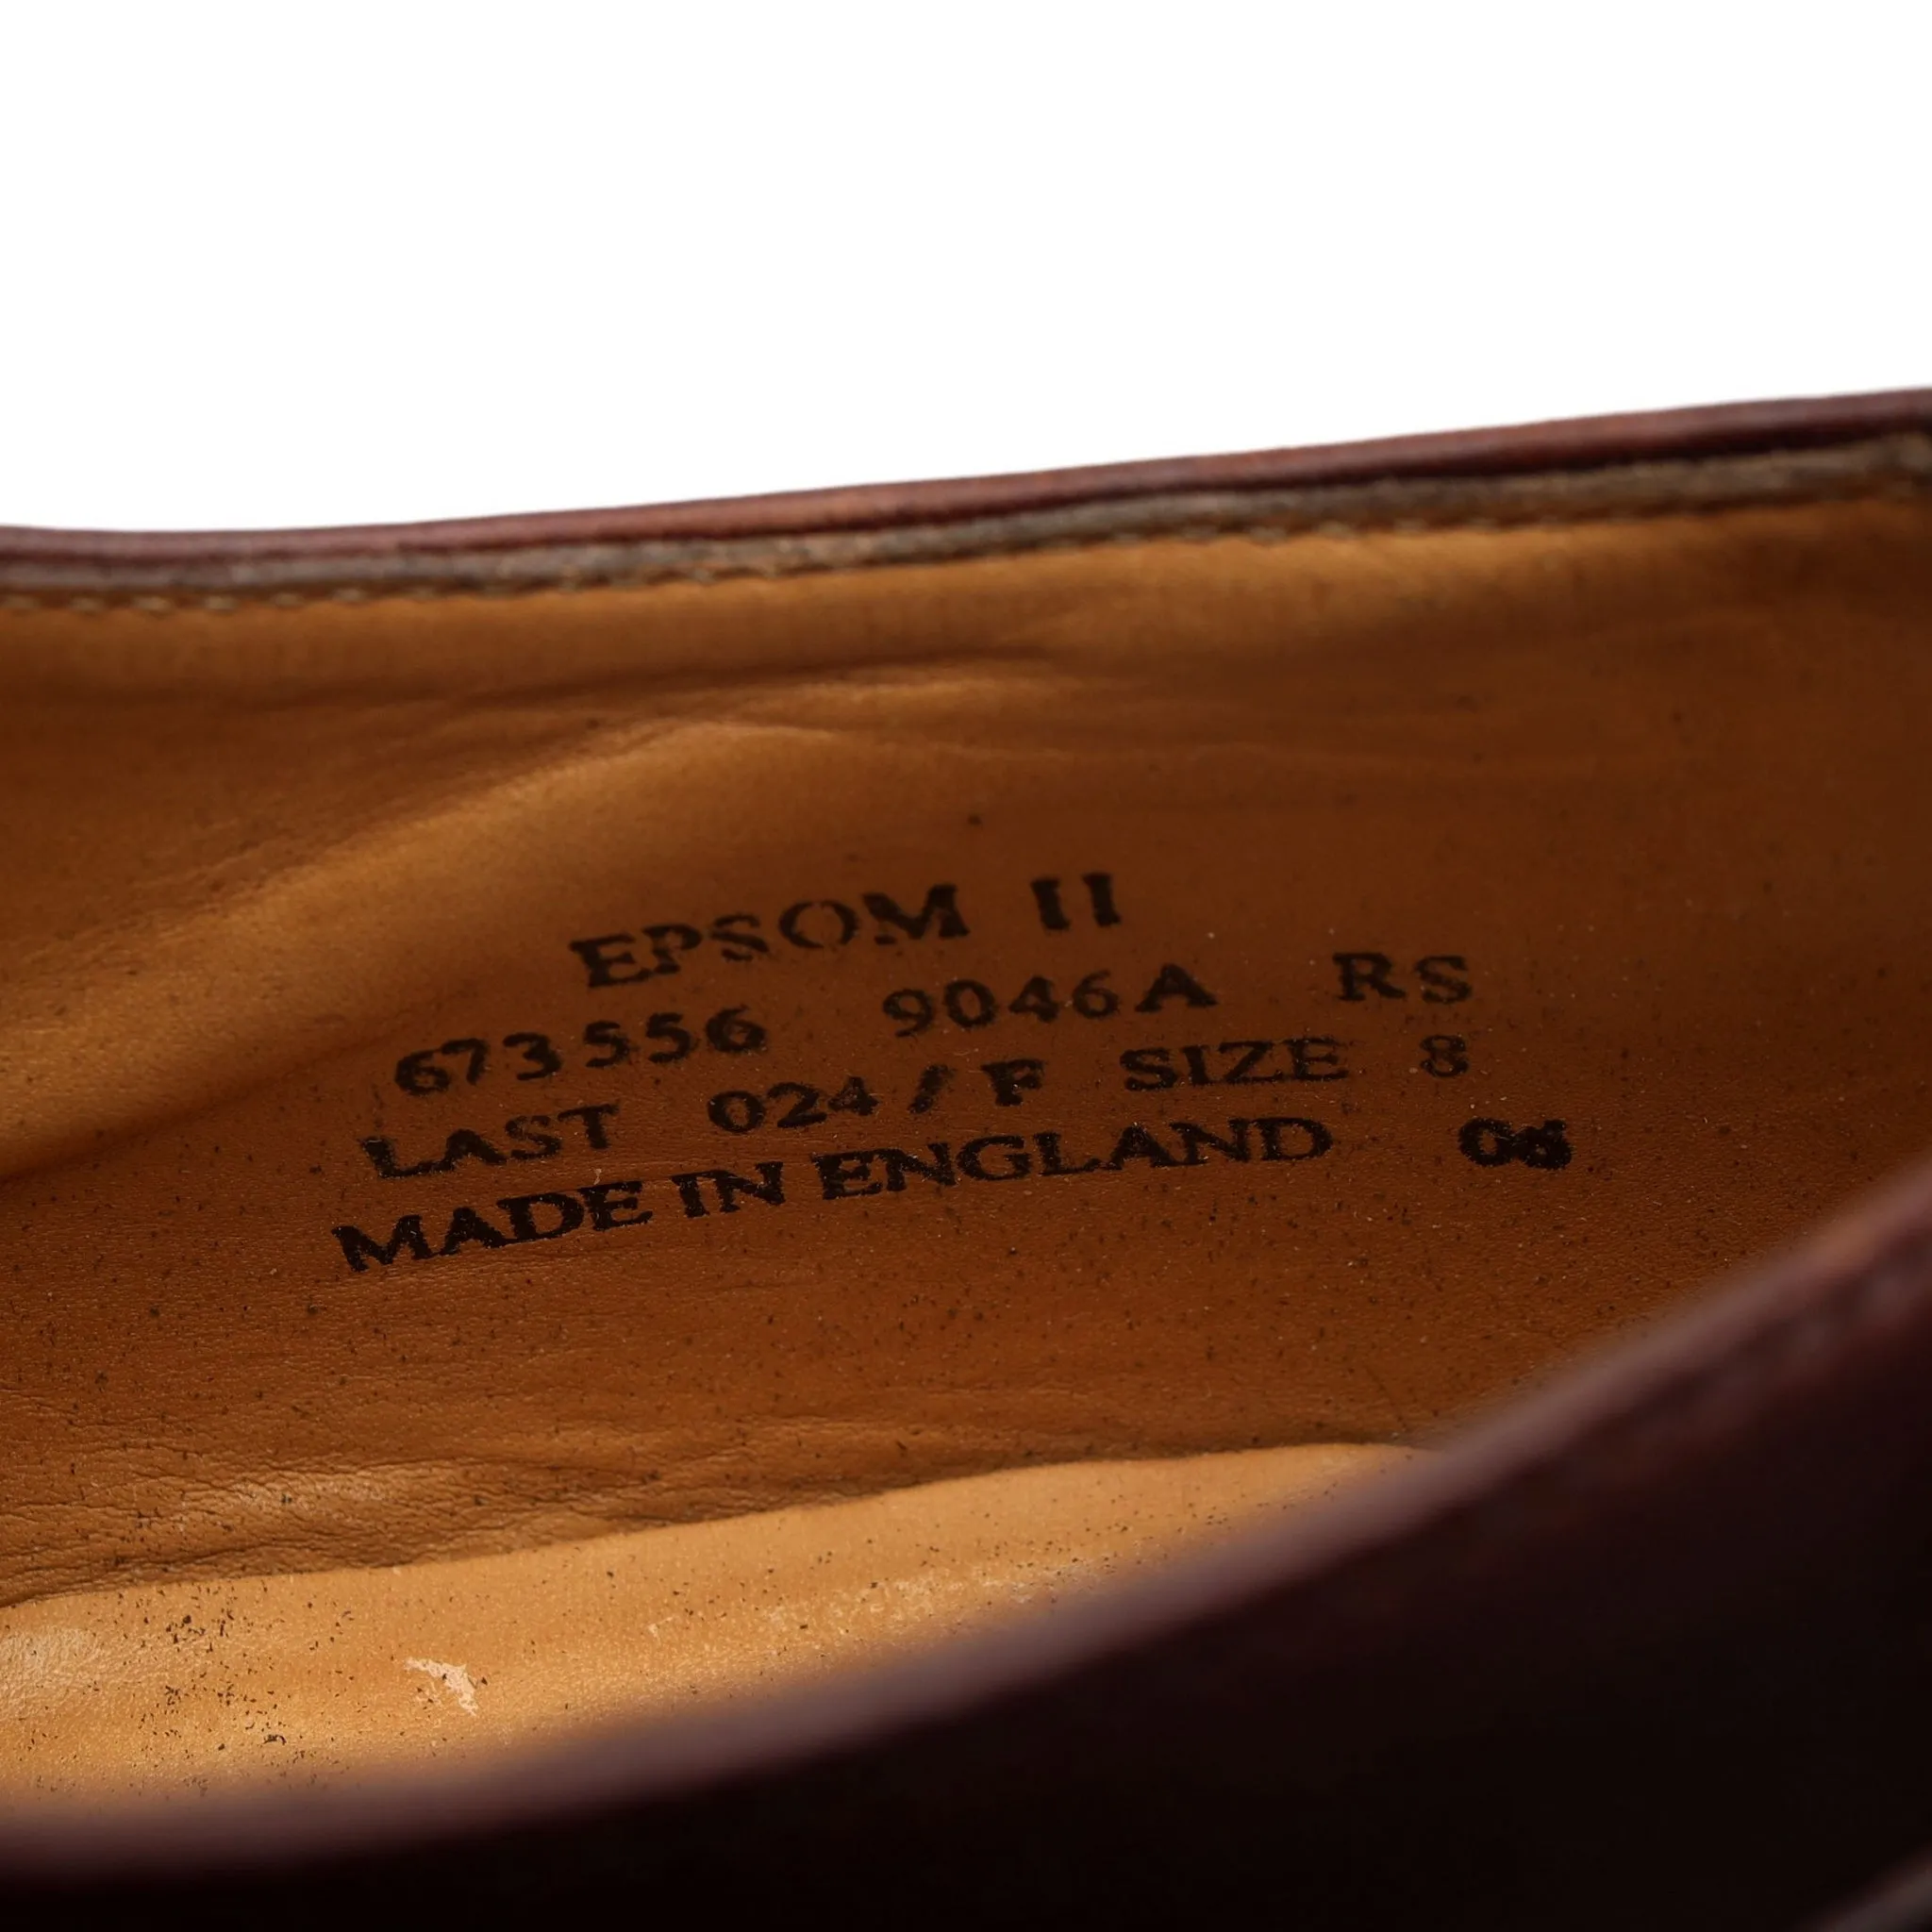 EPSOM II
673556 9046A RS
LAST 024/F SIZE 8
MADE IN ENGLAND